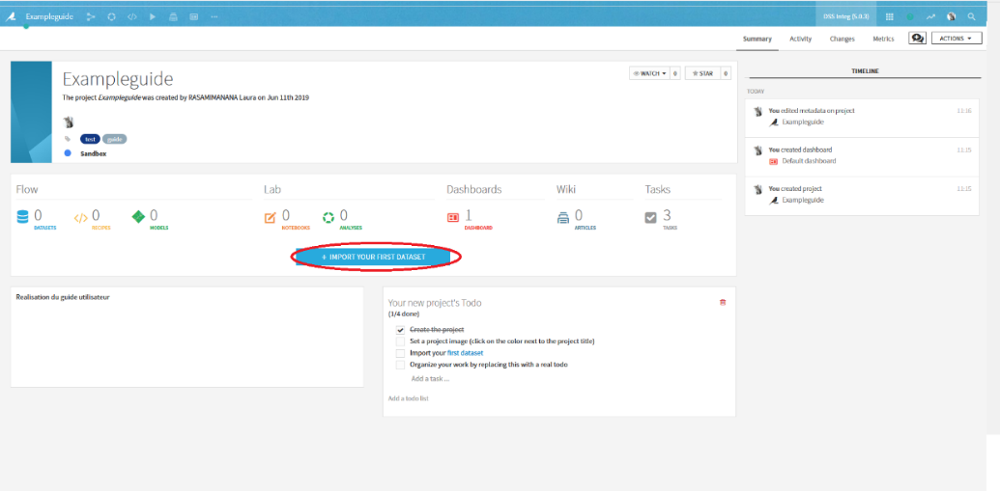 Exampleguide
DSS Integ (5.0.3)
Summary Activity Changes Metrics ACTIONS
Exampleguide
WATCH 0 STAR 0
The project Exampleguide was created by RASAMIMANANA Laura on Jun 11th 2019
test guide
Sandbox
TIMELINE
TODAY
You edited metadata on project 11:16
Exampleguide
You created dashboard 11:15
Default dashboard
You created project 11:15
Exampleguide
Flow Lab Dashboards Wiki Tasks
0 DATASETS 0 RECIPES 0 MODELS 0 NOTEBOOKS 0 ANALYSES 1 DASHBOARD 0 ARTICLES 3 TASKS
+ IMPORT YOUR FIRST DATASET
Realisation du guide utilisateur
Your new project's Todo
(1/4 done)
Create the project
Set a project image (click on the color next to the project title)
Import your first dataset
Organize your work by replacing this with a real todo
Add a task ...
Add a todo list